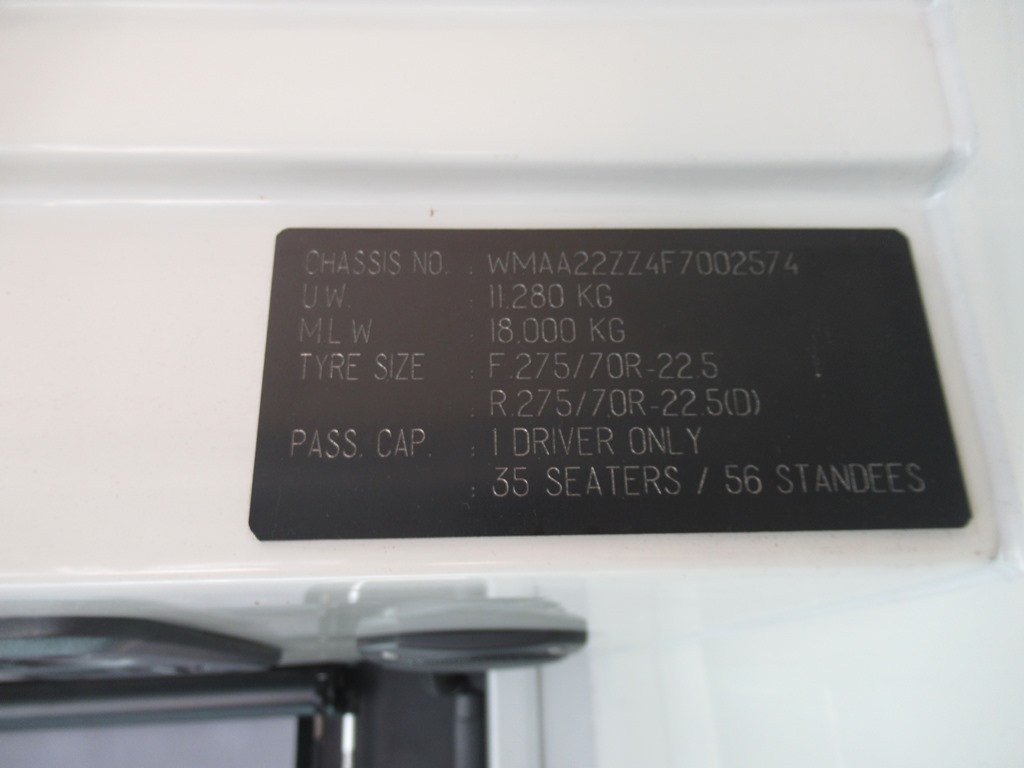 CHASSIS NO. : WMAA22ZZ4F7002574
U.W. : 11.280 KG
M.L.W : 18.000 KG
TYRE SIZE : F.275/70R-22.5
: R.275/70R-22.5(D)
PASS. CAP. : 1 DRIVER ONLY
: 35 SEATERS / 56 STANDEES